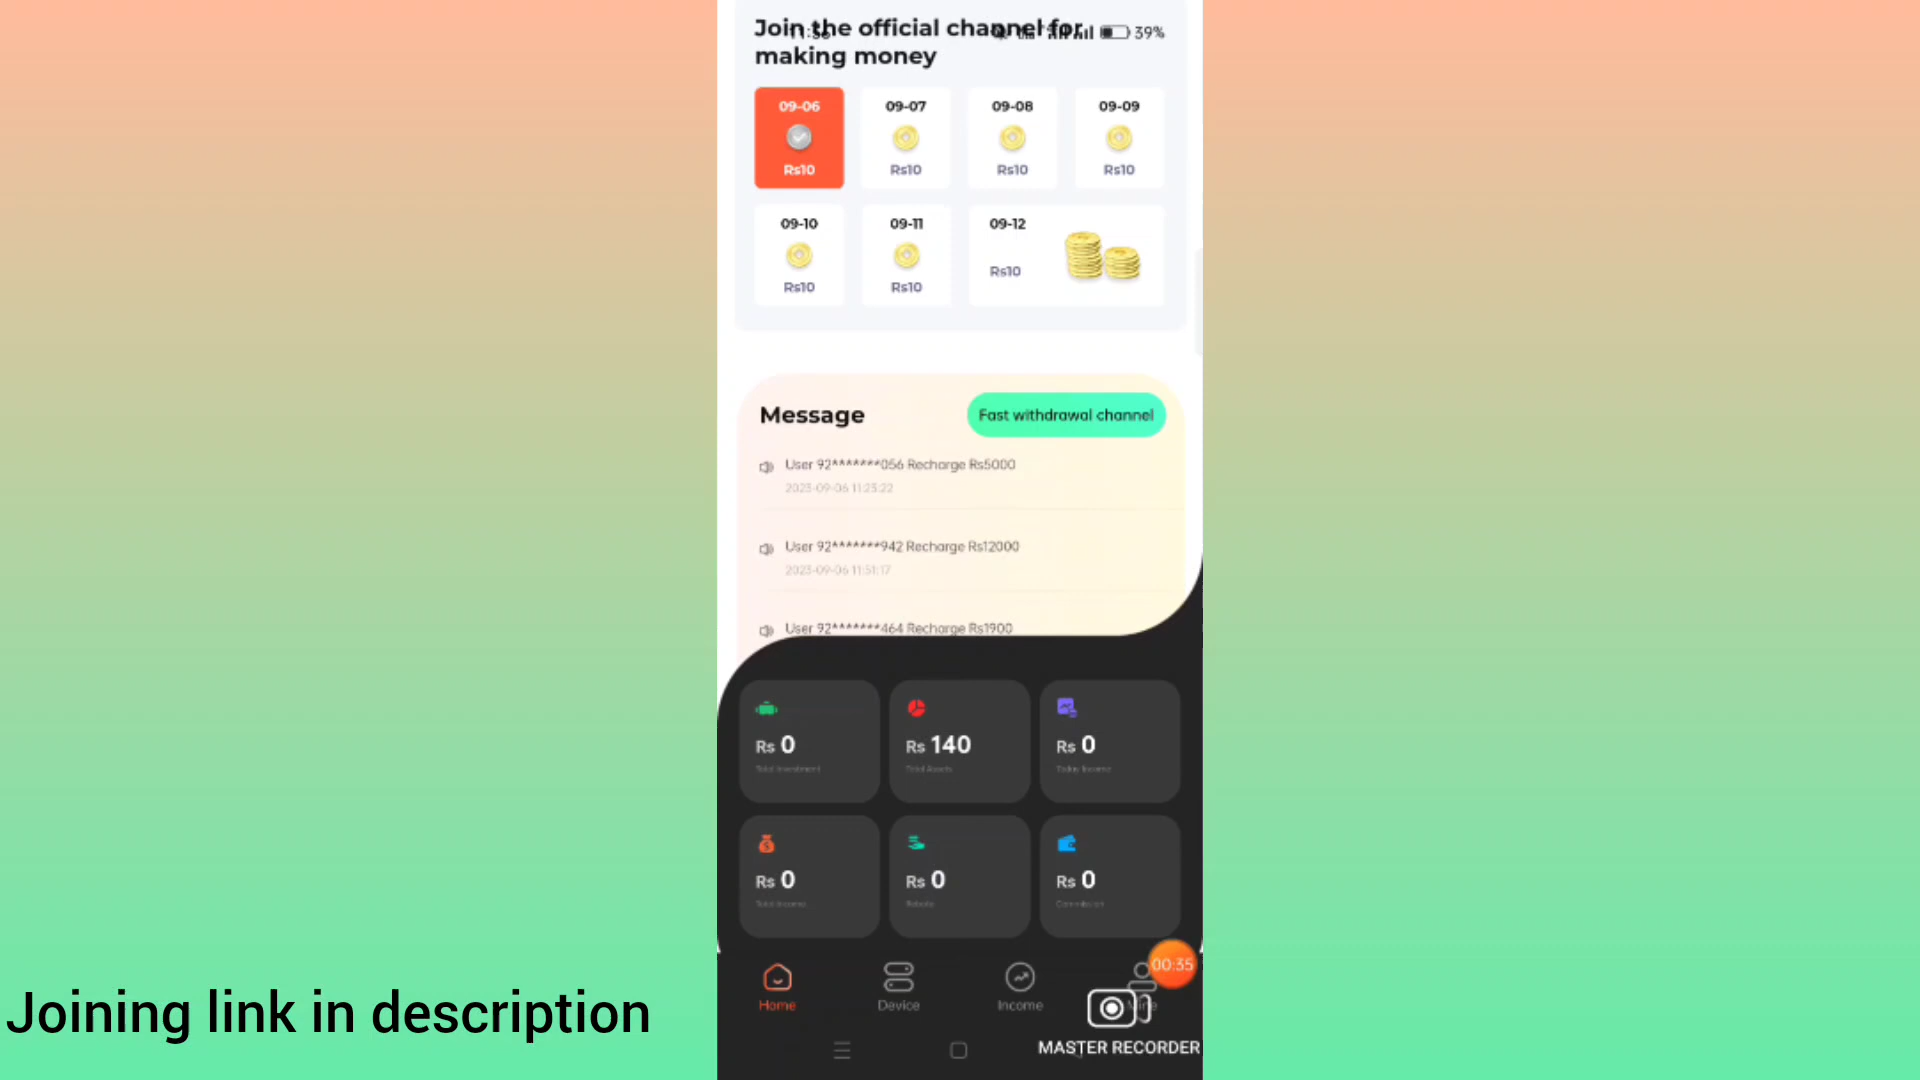 Join the official channel for
making money
39%
09-06
09-07
09-08
09-09
Rs10
Rs10
Rs10
Rs10
09-10
09-11
09-12
Rs10
Rs10
Rs10
Message
Fast withdrawal channel
User 92*******056 Recharge Rs5000
2023-09-06 11:23:22
User 92*******942 Recharge Rs12000
2023-09-06 11:51:17
User 92*******464 Recharge Rs1900
Rs 0
Rs 140
Rs 0
Total Investment
Total Assets
Today Income
Rs 0
Rs 0
Rs 0
Total Income
Rebate
Commission
00:35
Home
Device
Income
Mine
Joining link in description
MASTER RECORDER